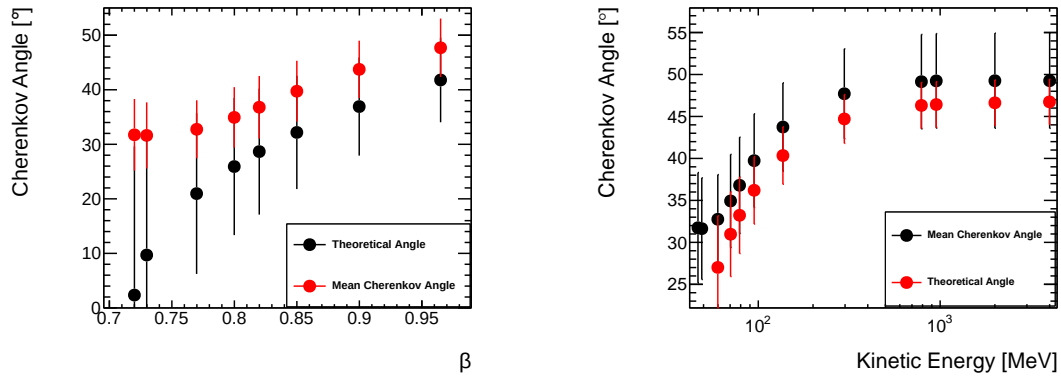 Cherenkov Angle [°]
50
40
30
20
10
0
0.7 0.75 0.8 0.85 0.9 0.95
β
Theoretical Angle
Mean Cherenkov Angle
Cherenkov Angle [°]
55
50
45
40
35
30
25
10² 10³
Kinetic Energy [MeV]
Mean Cherenkov Angle
Theoretical Angle